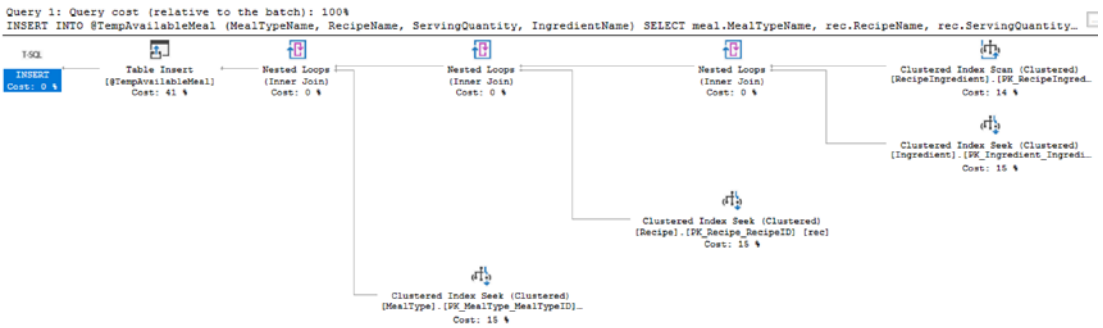 Query 1: Query cost (relative to the batch): 100%
INSERT INTO @TempAvailableMeal (MealTypeName, RecipeName, ServingQuantity, IngredientName) SELECT meal.MealTypeName, rec.RecipeName, rec.ServingQuantity…
T-SQL
INSERT
Cost: 0 %
Table Insert
[@TempAvailableMeal]
Cost: 41 %
Nested Loops
(Inner Join)
Cost: 0 %
Nested Loops
(Inner Join)
Cost: 0 %
Nested Loops
(Inner Join)
Cost: 0 %
Clustered Index Scan (Clustered)
[RecipeIngredient].[PK_RecipeIngred…
Cost: 14 %
Clustered Index Seek (Clustered)
[Ingredient].[PK_Ingredient_Ingredi…
Cost: 15 %
Clustered Index Seek (Clustered)
[Recipe].[PK_Recipe_RecipeID] [rec]
Cost: 15 %
Clustered Index Seek (Clustered)
[MealType].[PK_MealType_MealTypeID]…
Cost: 15 %